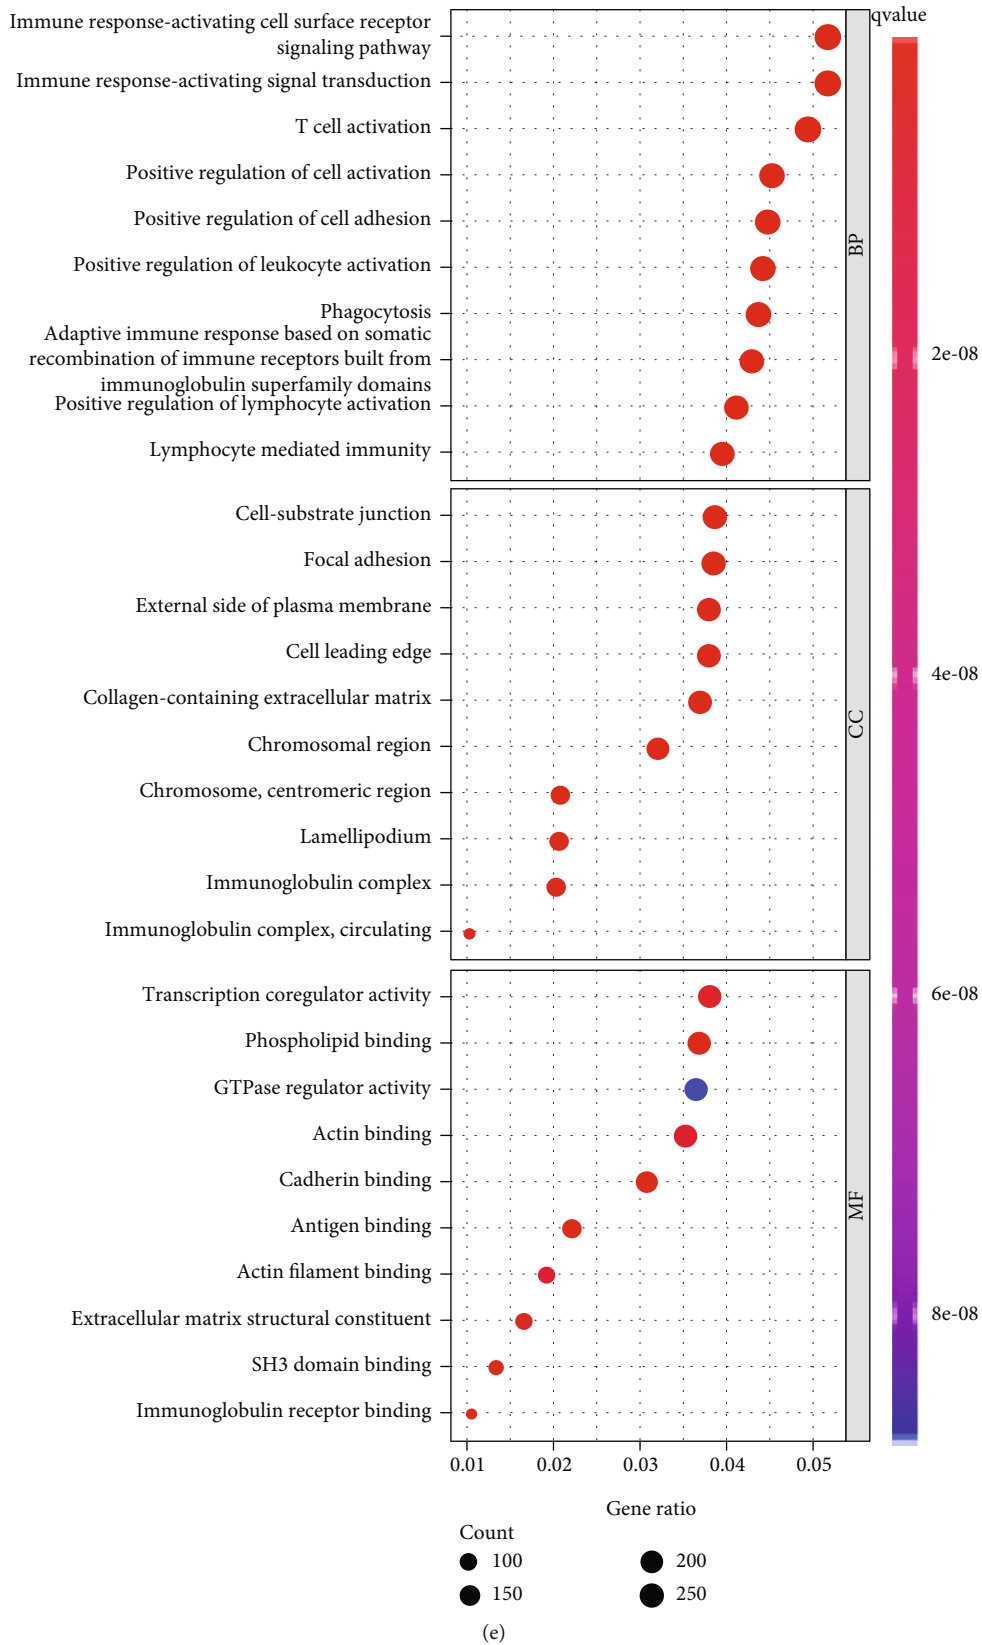 qvalue
Immune response-activating cell surface receptor
signaling pathway
Immune response-activating signal transduction
T cell activation
Positive regulation of cell activation
Positive regulation of cell adhesion
Positive regulation of leukocyte activation
Phagocytosis
Adaptive immune response based on somatic
recombination of immune receptors built from
immunoglobulin superfamily domains
Positive regulation of lymphocyte activation
Lymphocyte mediated immunity
BP
Cell-substrate junction
Focal adhesion
External side of plasma membrane
Cell leading edge
Collagen-containing extracellular matrix
Chromosomal region
Chromosome, centromeric region
Lamellipodium
Immunoglobulin complex
Immunoglobulin complex, circulating
CC
Transcription coregulator activity
Phospholipid binding
GTPase regulator activity
Actin binding
Cadherin binding
Antigen binding
Actin filament binding
Extracellular matrix structural constituent
SH3 domain binding
Immunoglobulin receptor binding
MF
2e-08
4e-08
6e-08
8e-08
0.01 0.02 0.03 0.04 0.05
Gene ratio
Count
100 200
150 250
(e)